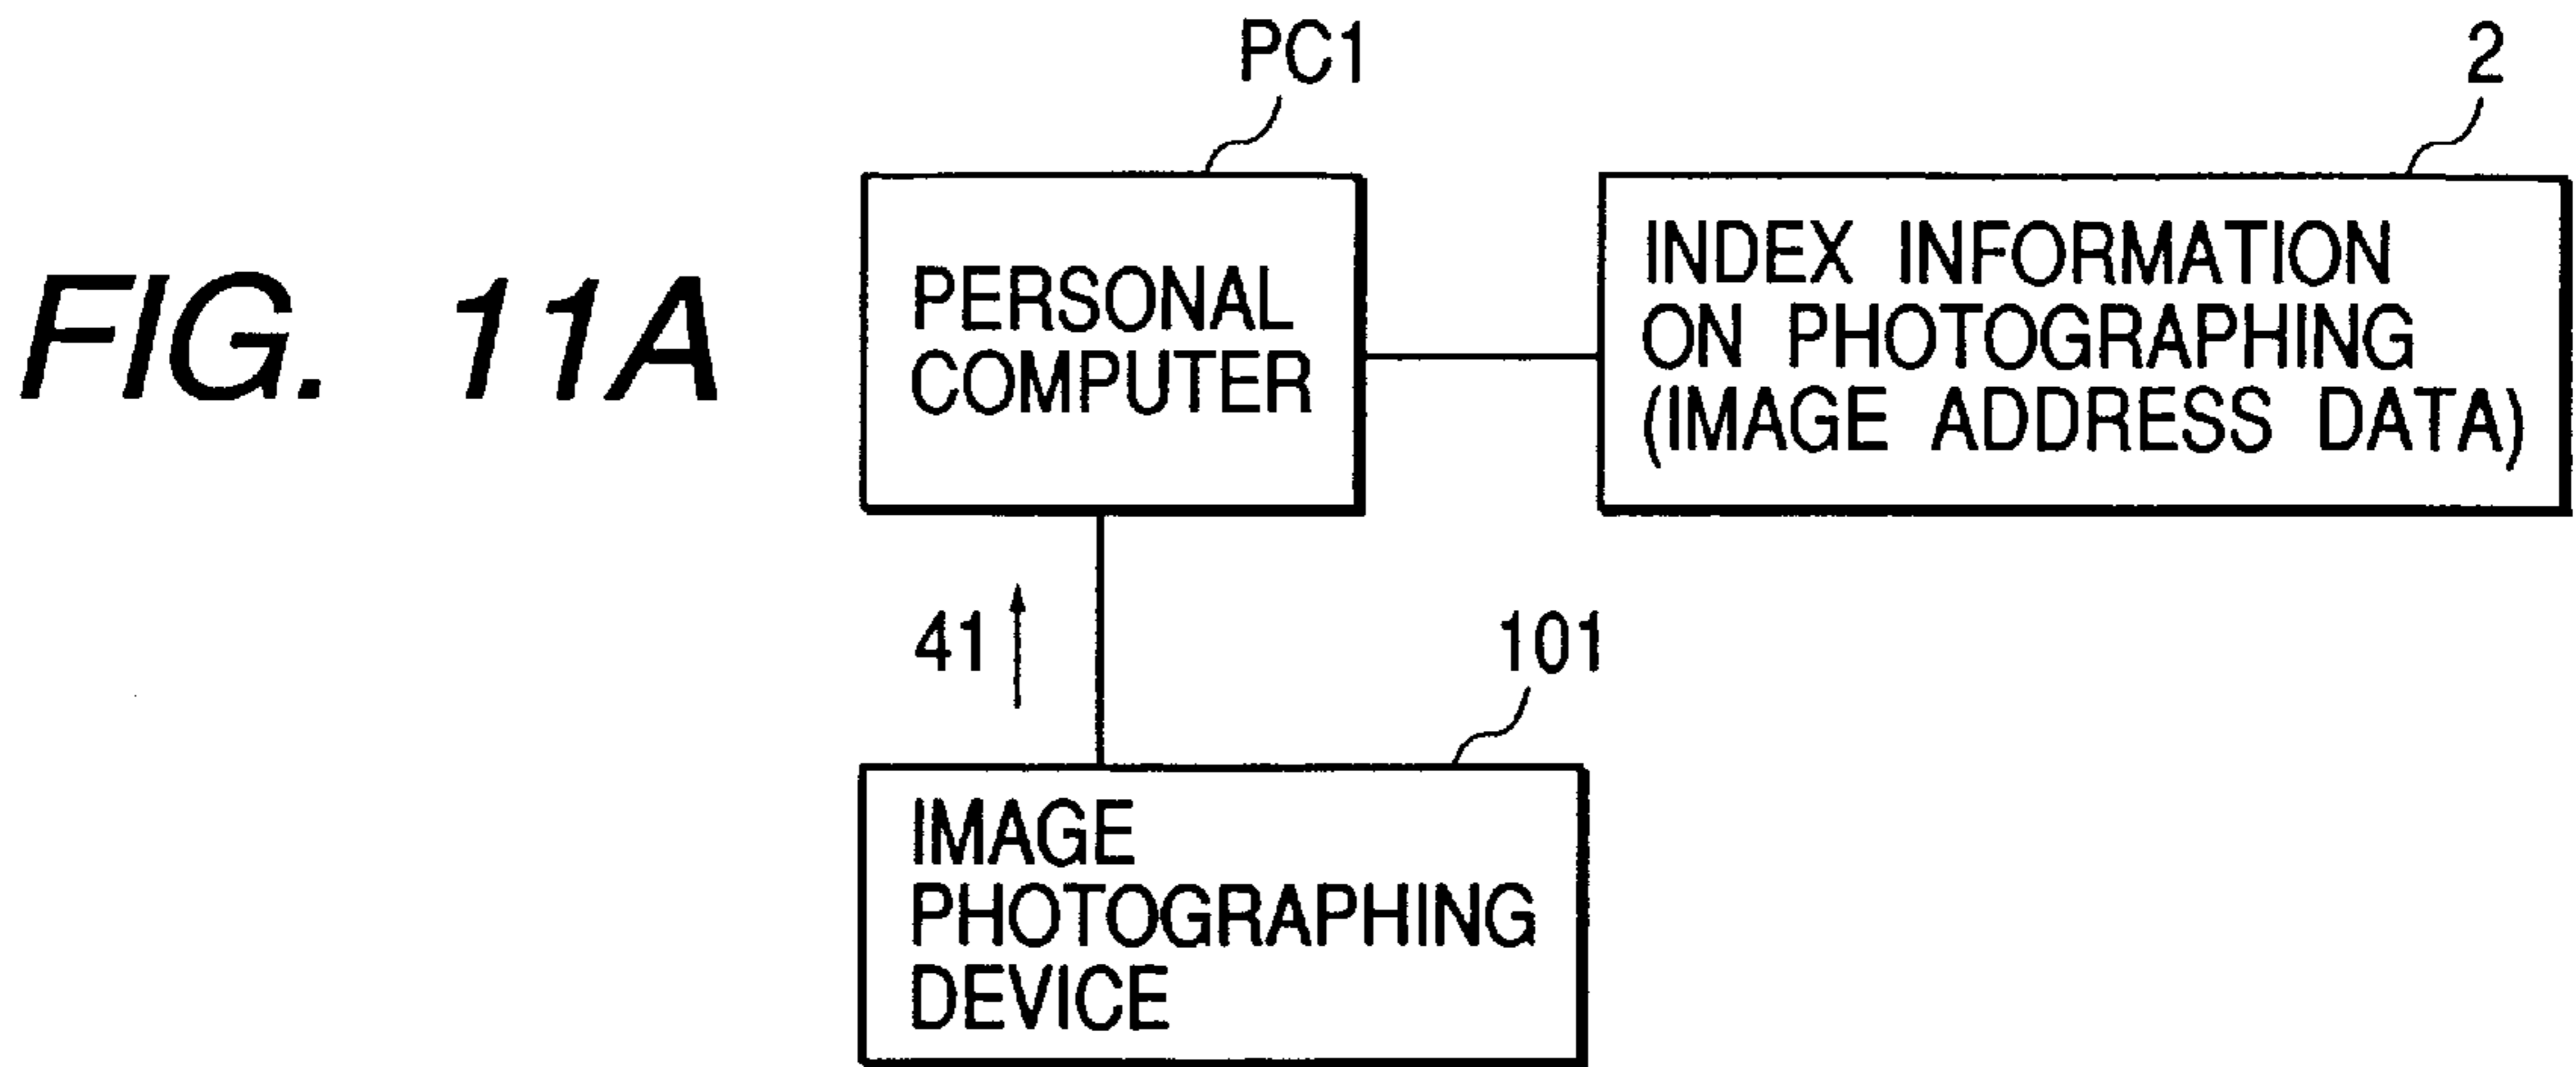 FIG. 11A
PC1
PERSONAL
COMPUTER
2
INDEX INFORMATION
ON PHOTOGRAPHING
(IMAGE ADDRESS DATA)
41
101
IMAGE
PHOTOGRAPHING
DEVICE